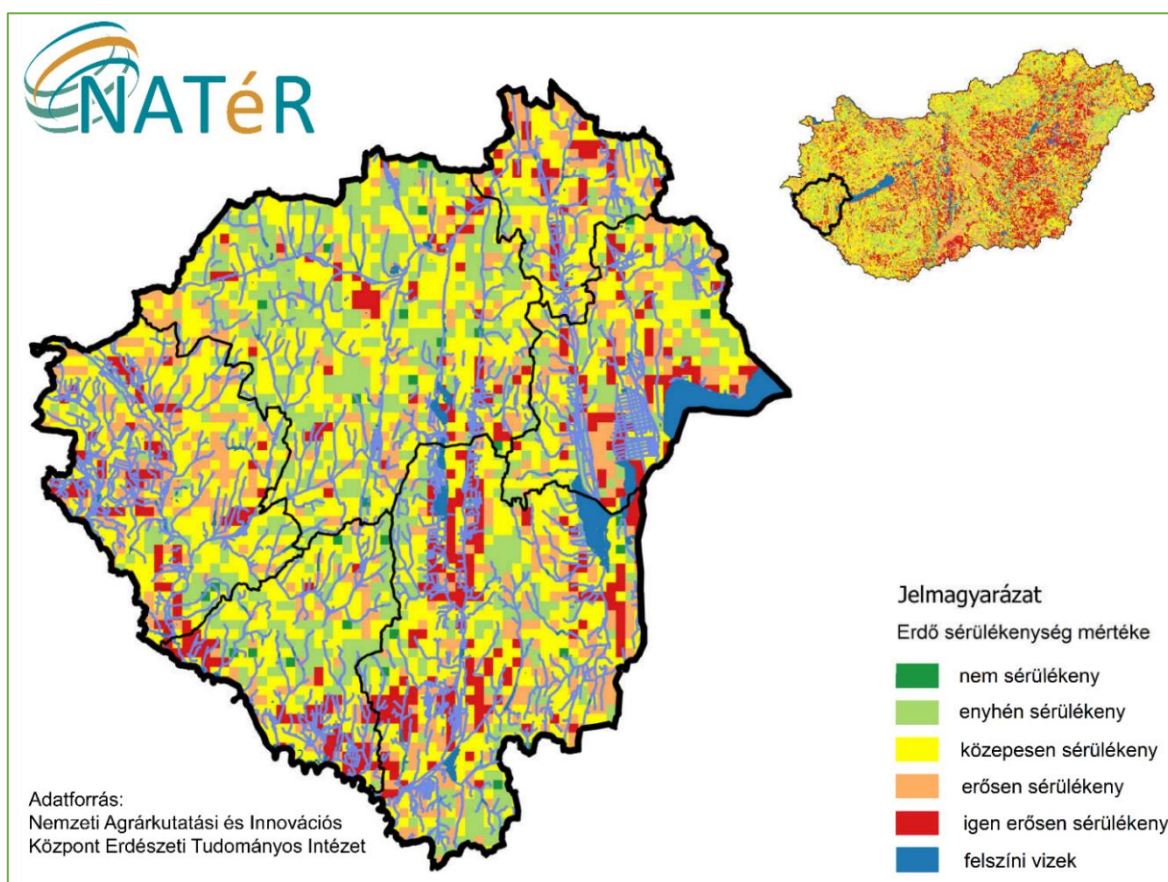 NATéR
Jelmagyarázat
Erdő sérülékenység mértéke
nem sérülékeny
enyhén sérülékeny
közepesen sérülékeny
erősen sérülékeny
igen erősen sérülékeny
felszíni vizek
Adatforrás:
Nemzeti Agrárkutatási és Innovációs
Központ Erdészeti Tudományos Intézet